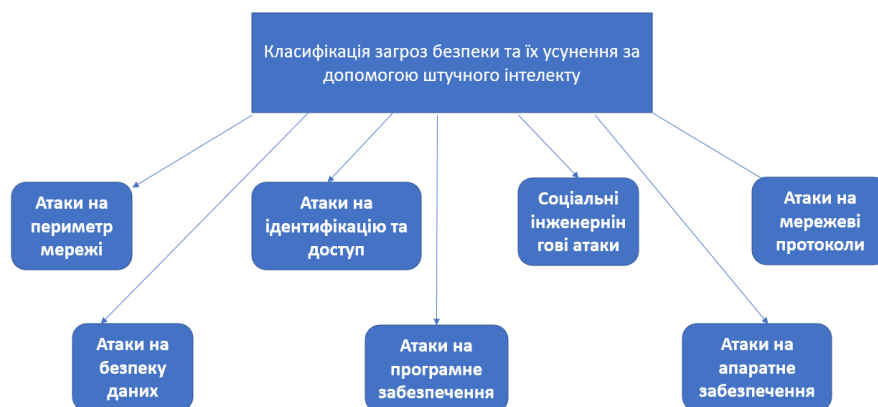 Класифікація загроз безпеки та їх усунення за
допомогою штучного інтелекту
Атаки на
периметр
мережі
Атаки на
ідентифікацію та
доступ
Соціальні
інженернін
гові атаки
Атаки на
мережеві
протоколи
Атаки на
безпеку
даних
Атаки на
програмне
забезпечення
Атаки на
апаратне
забезпечення